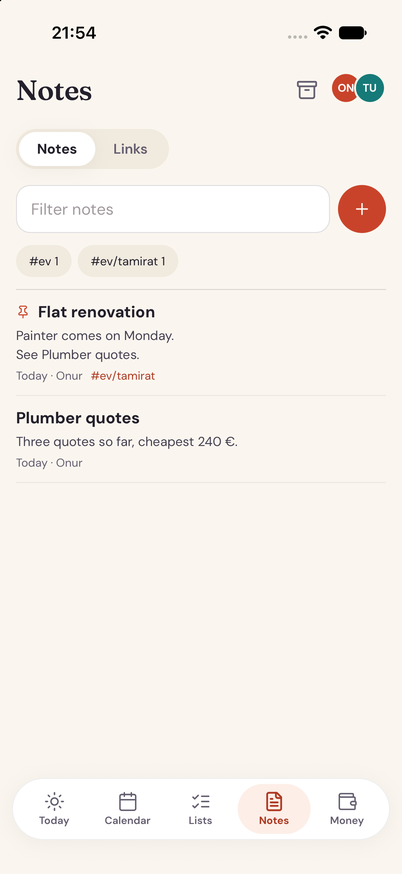 21:54
Notes
ON TU
Notes Links
Filter notes
#ev 1 #ev/tamirat 1
Flat renovation
Painter comes on Monday.
See Plumber quotes.
Today · Onur #ev/tamirat
Plumber quotes
Three quotes so far, cheapest 240 €.
Today · Onur
Today Calendar Lists Notes Money